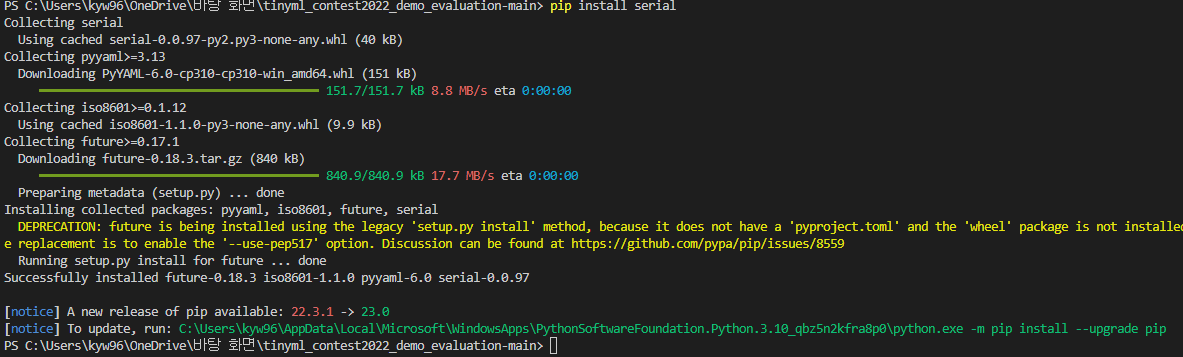 PS C:\Users\kyw96\OneDrive\바탕 화면\tinyml_contest2022_demo_evaluation-main> pip install serial
Collecting serial
  Using cached serial-0.0.97-py2.py3-none-any.whl (40 kB)
Collecting pyyaml>=3.13
  Downloading PyYAML-6.0-cp310-cp310-win_amd64.whl (151 kB)
151.7/151.7 kB 8.8 MB/s eta 0:00:00
Collecting iso8601>=0.1.12
  Using cached iso8601-1.1.0-py3-none-any.whl (9.9 kB)
Collecting future>=0.17.1
  Downloading future-0.18.3.tar.gz (840 kB)
840.9/840.9 kB 17.7 MB/s eta 0:00:00
  Preparing metadata (setup.py) ... done
Installing collected packages: pyyaml, iso8601, future, serial
  DEPRECATION: future is being installed using the legacy 'setup.py install' method, because it does not have a 'pyproject.toml' and the 'wheel' package is not installed
e replacement is to enable the '--use-pep517' option. Discussion can be found at https://github.com/pypa/pip/issues/8559
  Running setup.py install for future ... done
Successfully installed future-0.18.3 iso8601-1.1.0 pyyaml-6.0 serial-0.0.97
[notice] A new release of pip available: 22.3.1 -> 23.0
[notice] To update, run: C:\Users\kyw96\AppData\Local\Microsoft\WindowsApps\PythonSoftwareFoundation.Python.3.10_qbz5n2kfra8p0\python.exe -m pip install --upgrade pip
PS C:\Users\kyw96\OneDrive\바탕 화면\tinyml_contest2022_demo_evaluation-main>